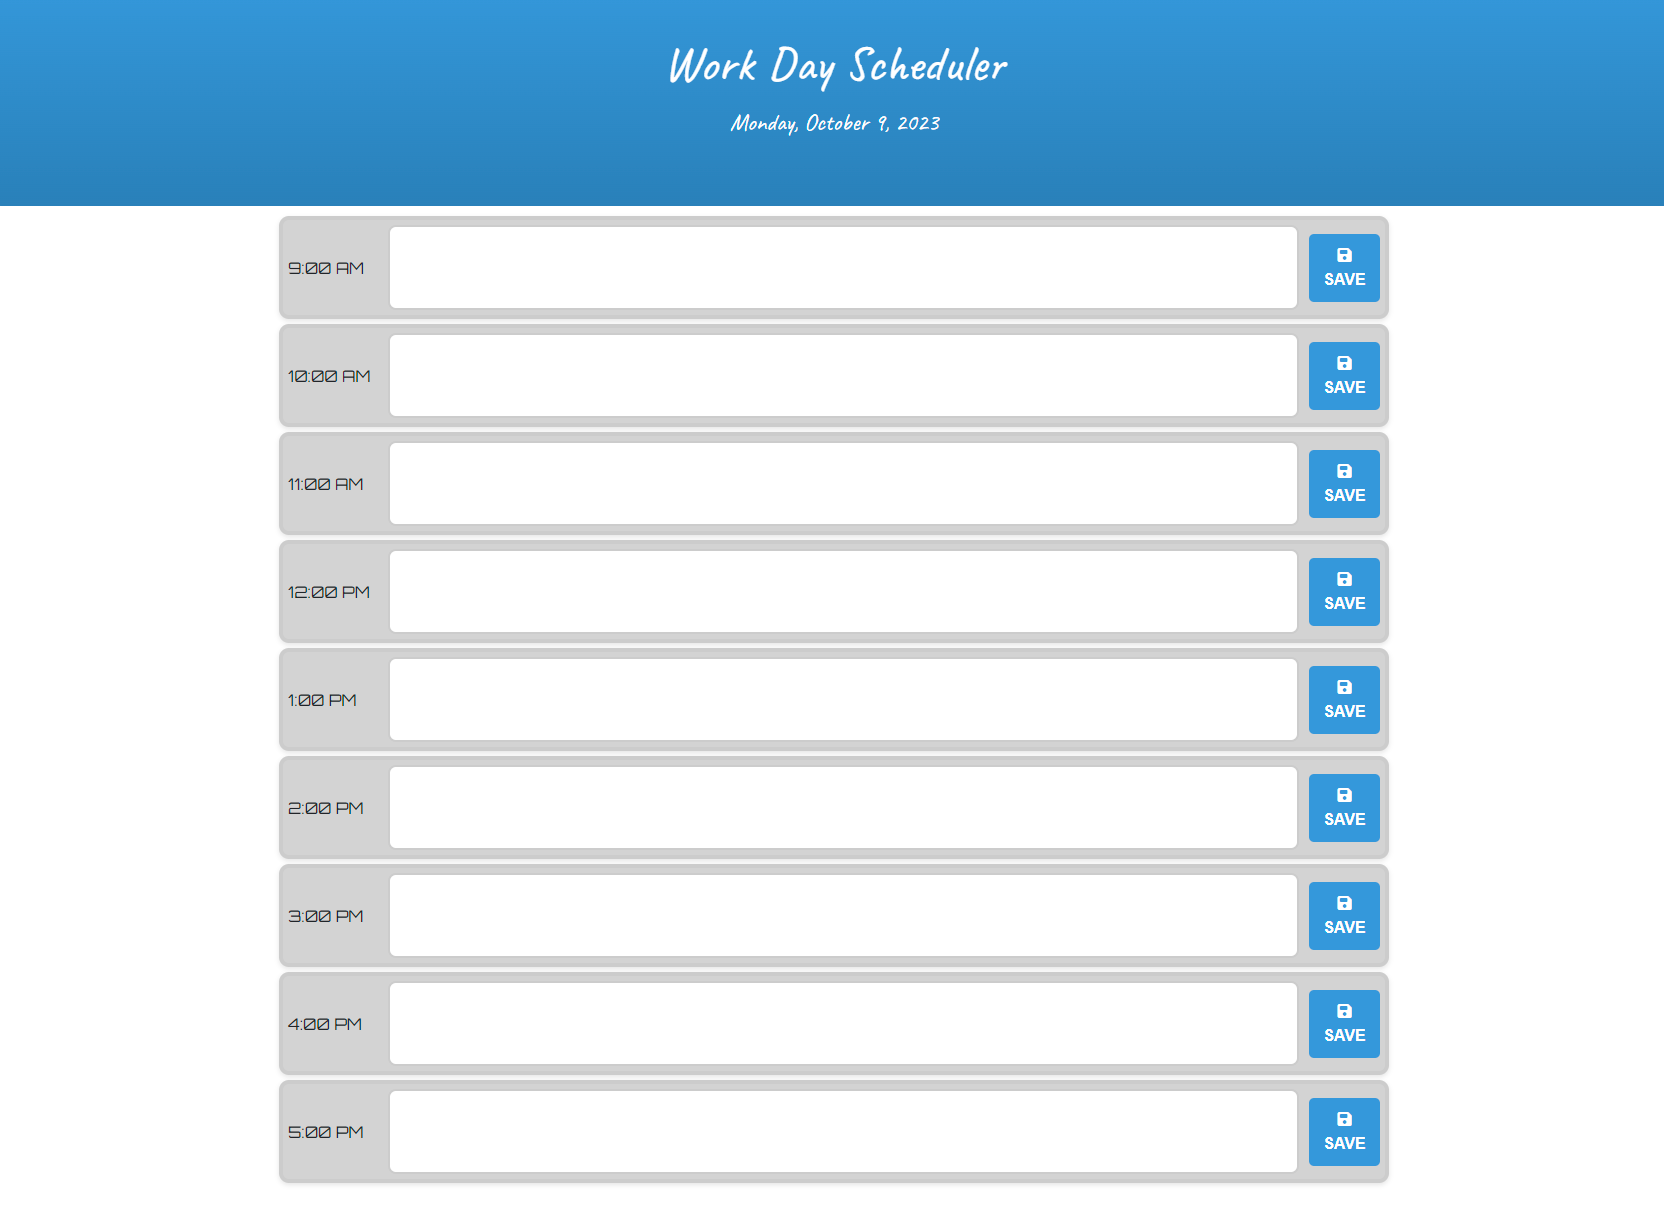 Work Day Scheduler
Monday, October 9, 2023
9:00 AM
SAVE
10:00 AM
SAVE
11:00 AM
SAVE
12:00 PM
SAVE
1:00 PM
SAVE
2:00 PM
SAVE
3:00 PM
SAVE
4:00 PM
SAVE
5:00 PM
SAVE